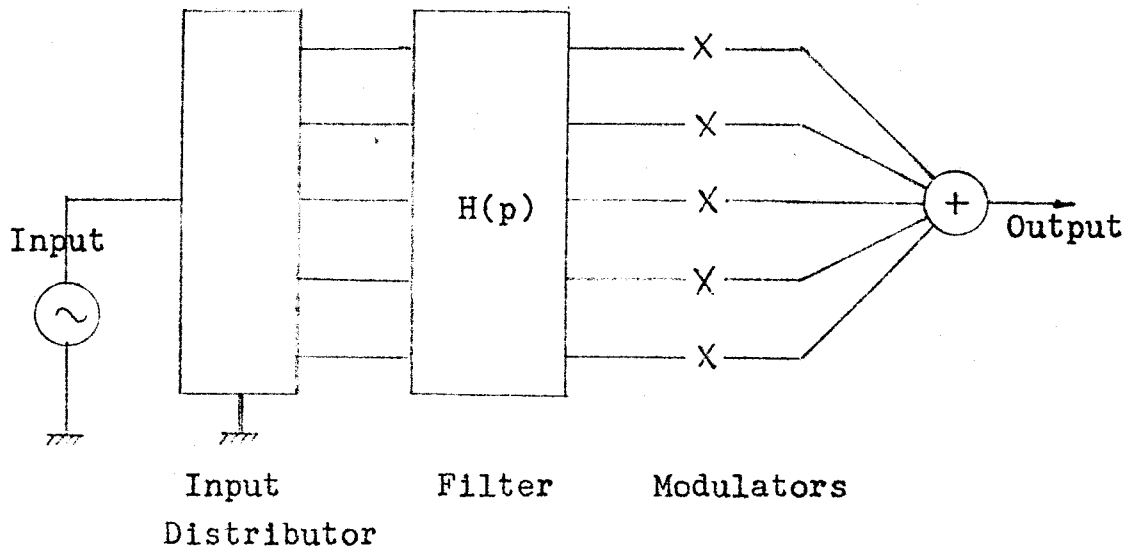 Input
H(p)
X
X
X
X
X
+
Output
Input
Distributor
Filter
Modulators